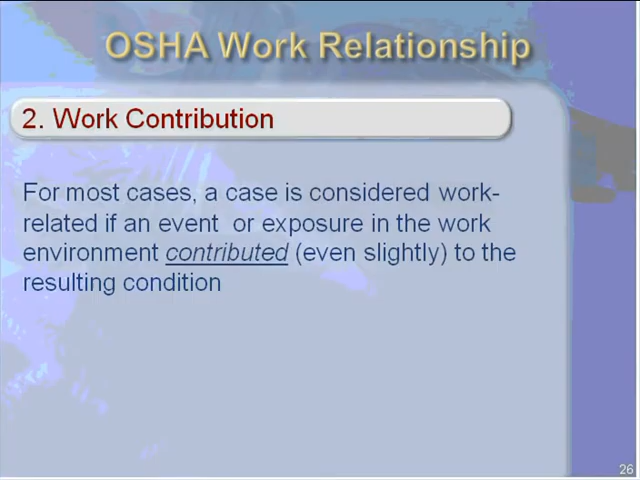 OSHA Work Relationship
2. Work Contribution
For most cases, a case is considered work-
related if an event or exposure in the work
environment contributed (even slightly) to the
resulting condition
26